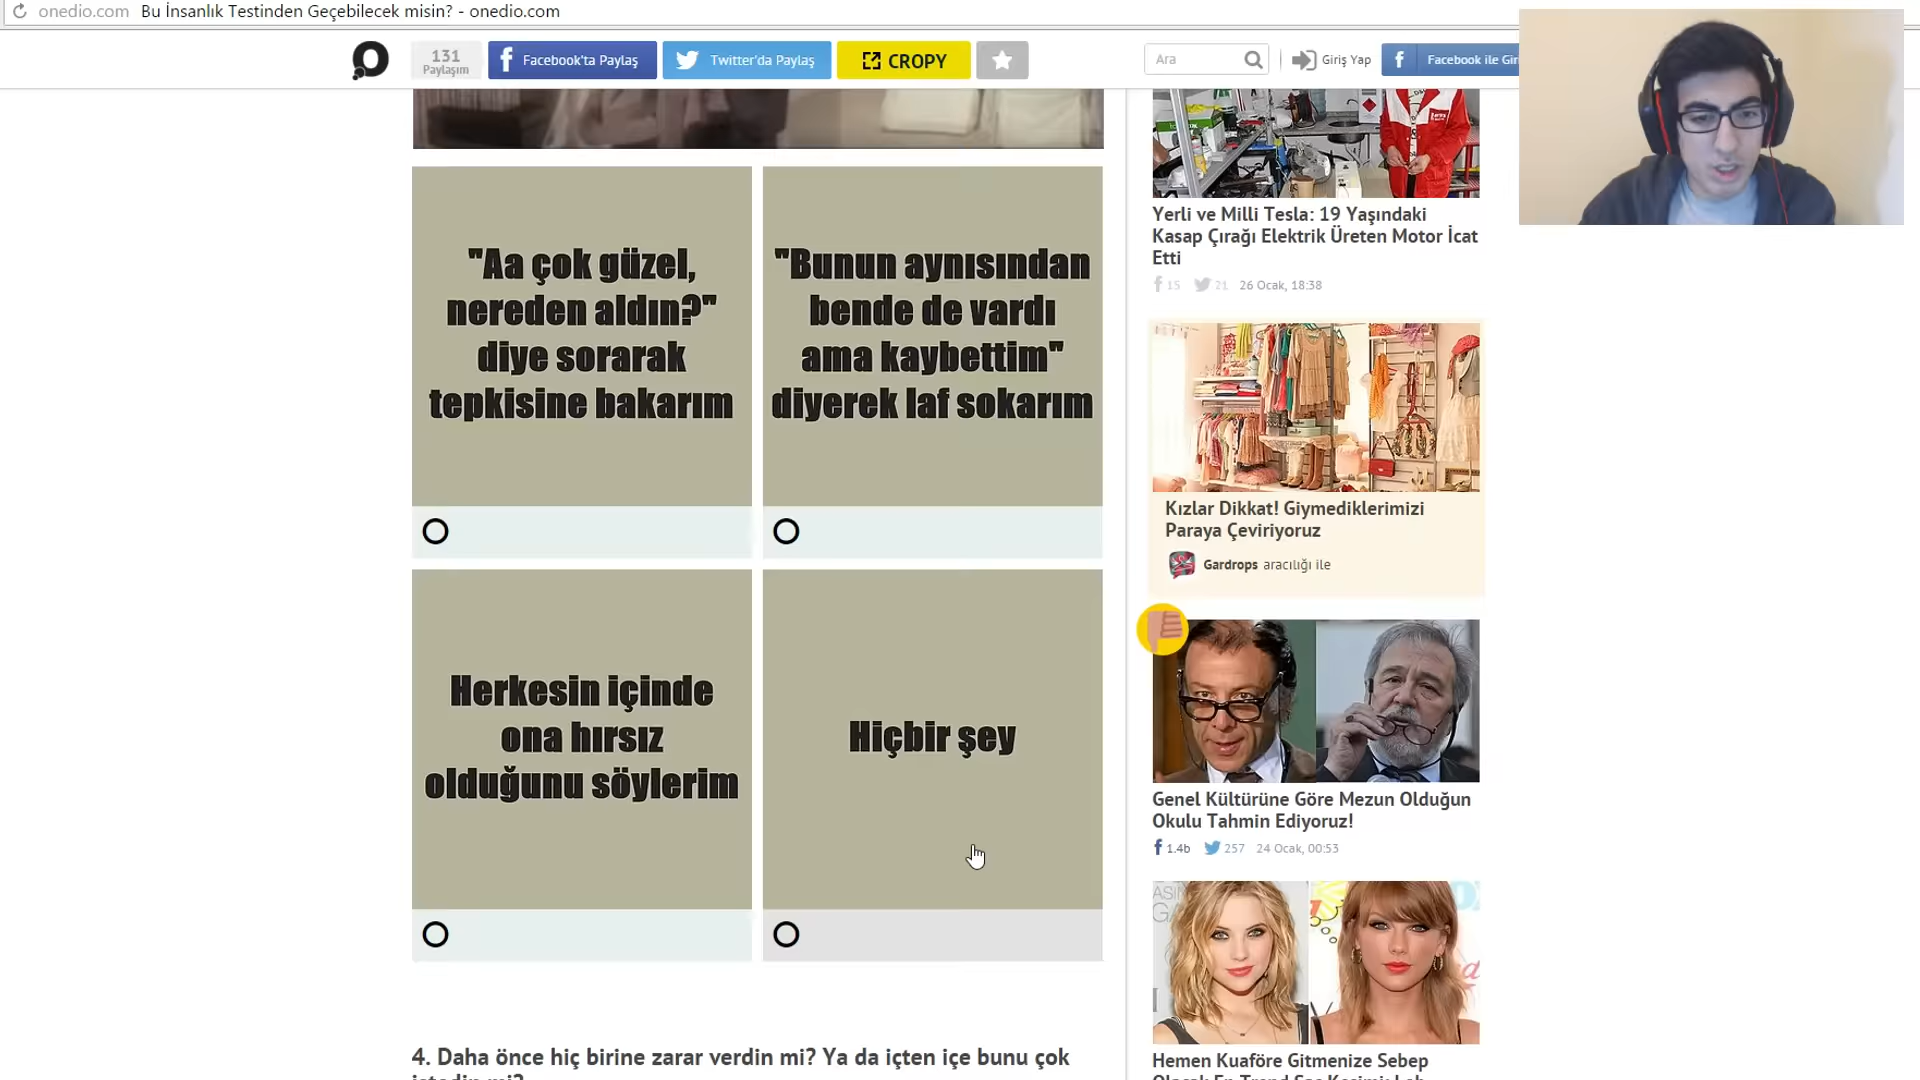 onedio.com Bu İnsanlık Testinden Geçebilecek misin? - onedio.com
131
Paylaşım
Facebook'ta Paylaş
Twitter'da Paylaş
CROPY
Ara
Giriş Yap
Facebook ile Gir
"Aa çok güzel,
nereden aldın?"
diye sorarak
tepkisine bakarım
"Bunun aynısından
bende de vardı
ama kaybettim"
diyerek laf sokarım
Herkesin içinde
ona hırsız
olduğunu söylerim
Hiçbir şey
4. Daha önce hiç birine zarar verdin mi? Ya da içten içe bunu çok
istedin mi?
Yerli ve Milli Tesla: 19 Yaşındaki
Kasap Çırağı Elektrik Üreten Motor İcat
Etti
15 21 26 Ocak, 18:38
Kızlar Dikkat! Giymediklerimizi
Paraya Çeviriyoruz
Gardrops aracılığı ile
Genel Kültürüne Göre Mezun Olduğun
Okulu Tahmin Ediyoruz!
1.4b 257 24 Ocak, 00:53
Hemen Kuaföre Gitmenize Sebep